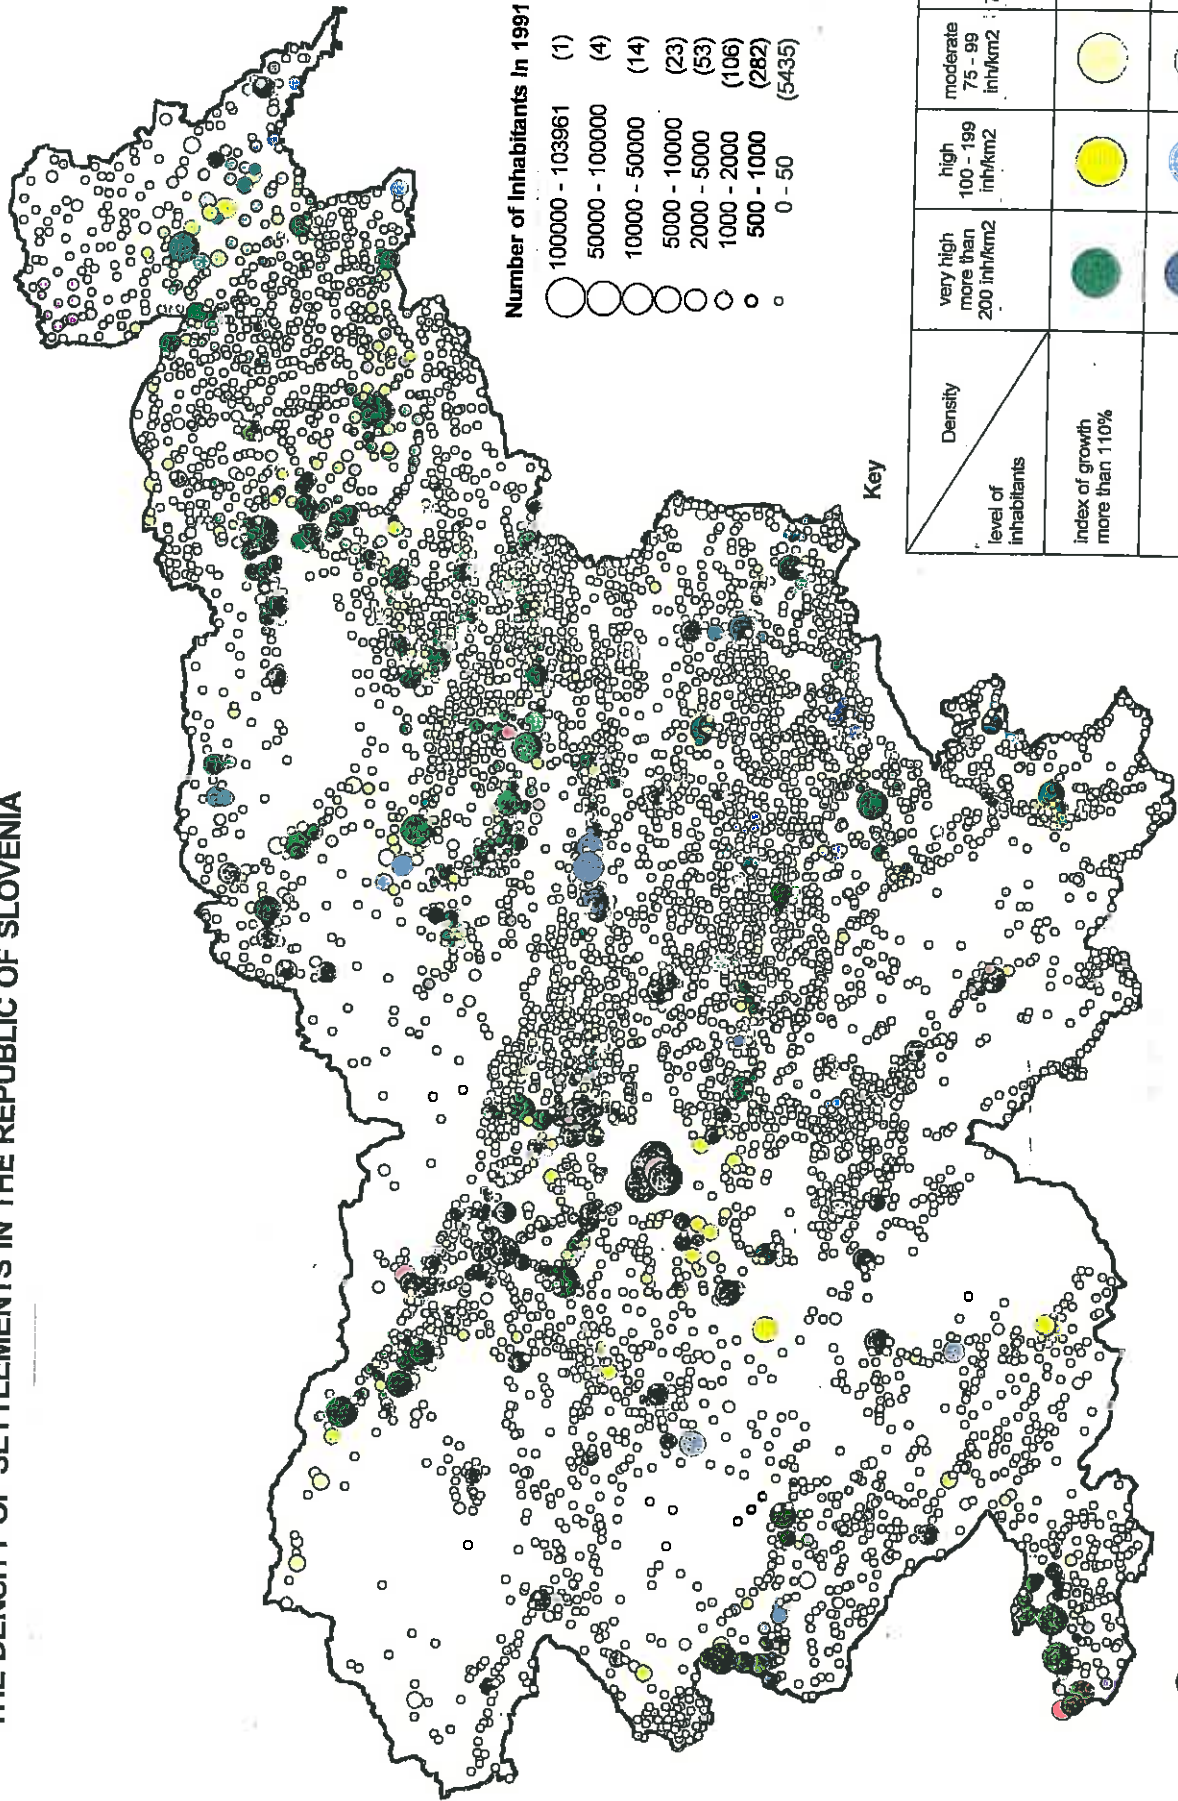 THE DENSITY OF SETTLEMENTS IN THE REPUBLIC OF SLOVENIA
Number of Inhabitants In 1991
100000 - 103961 (1)
50000 - 100000 (4)
10000 - 50000 (14)
5000 - 10000 (23)
2000 - 5000 (53)
1000 - 2000 (106)
500 - 1000 (282)
0 - 50 (5435)
Key
Density
level of
inhabitants
very high
more than
200 inh/km2
high
100 - 199
inh/km2
moderate
75 - 99
inh/km2
Index of growth
more than 110%